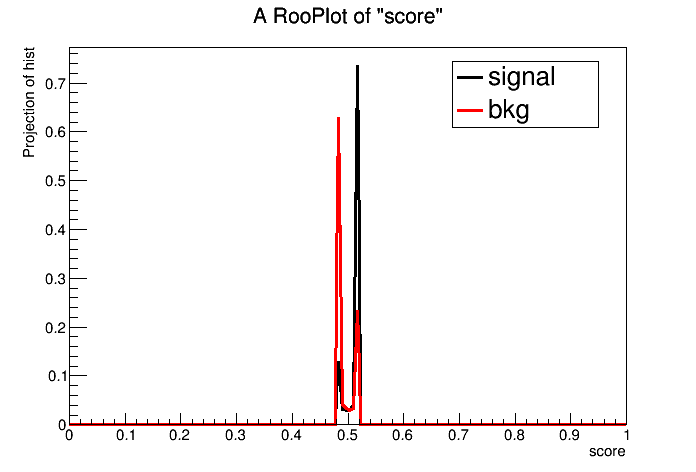 A RooPlot of "score"
Projection of hist
signal
bkg
0.7
0.6
0.5
0.4
0.3
0.2
0.1
0
0 0.1 0.2 0.3 0.4 0.5 0.6 0.7 0.8 0.9 1
score